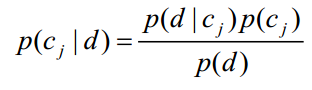 p(c_j | d) = p(d | c_j)p(c_j) / p(d)